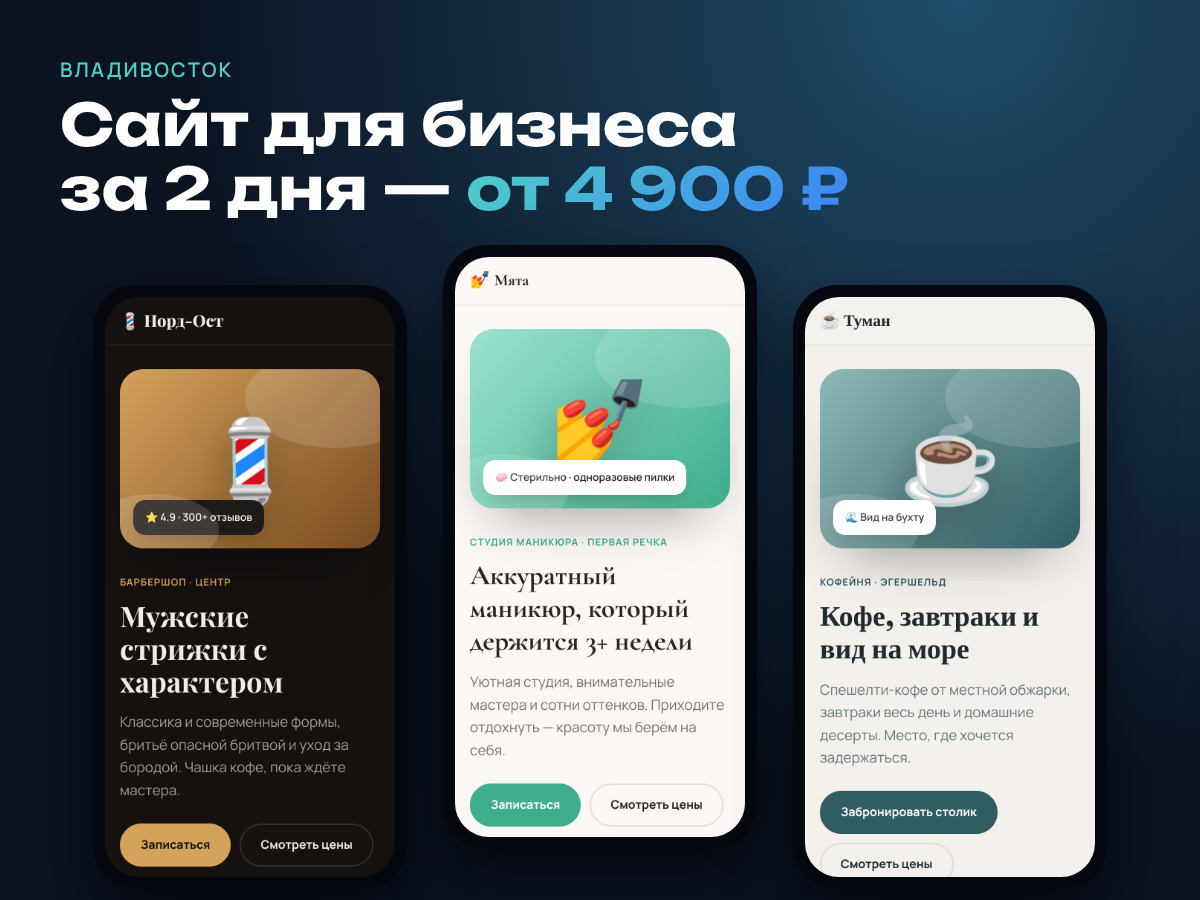 ВЛАДИВОСТОК
Сайт для бизнеса
за 2 дня — от 4 900 ₽
Норд-Ост
4.9 · 300+ отзывов
БАРБЕРШОП · ЦЕНТР
Мужские
стрижки с
характером
Классика и современные формы,
бритьё опасной бритвой и уход за
бородой. Чашка кофе, пока ждёте
мастера.
Записаться
Смотреть цены
Мята
Стерильно · одноразовые пилки
СТУДИЯ МАНИКЮРА · ПЕРВАЯ РЕЧКА
Аккуратный
маникюр, который
держится 3+ недели
Уютная студия, внимательные
мастера и сотни оттенков. Приходите
отдохнуть — красоту мы берём на
себя.
Записаться
Смотреть цены
Туман
Вид на бухту
КОФЕЙНЯ · ЭГЕРШЕЛЬД
Кофе, завтраки и
вид на море
Спешелти-кофе от местной обжарки,
завтраки весь день и домашние
десерты. Место, где хочется
задержаться.
Забронировать столик
Смотреть цены